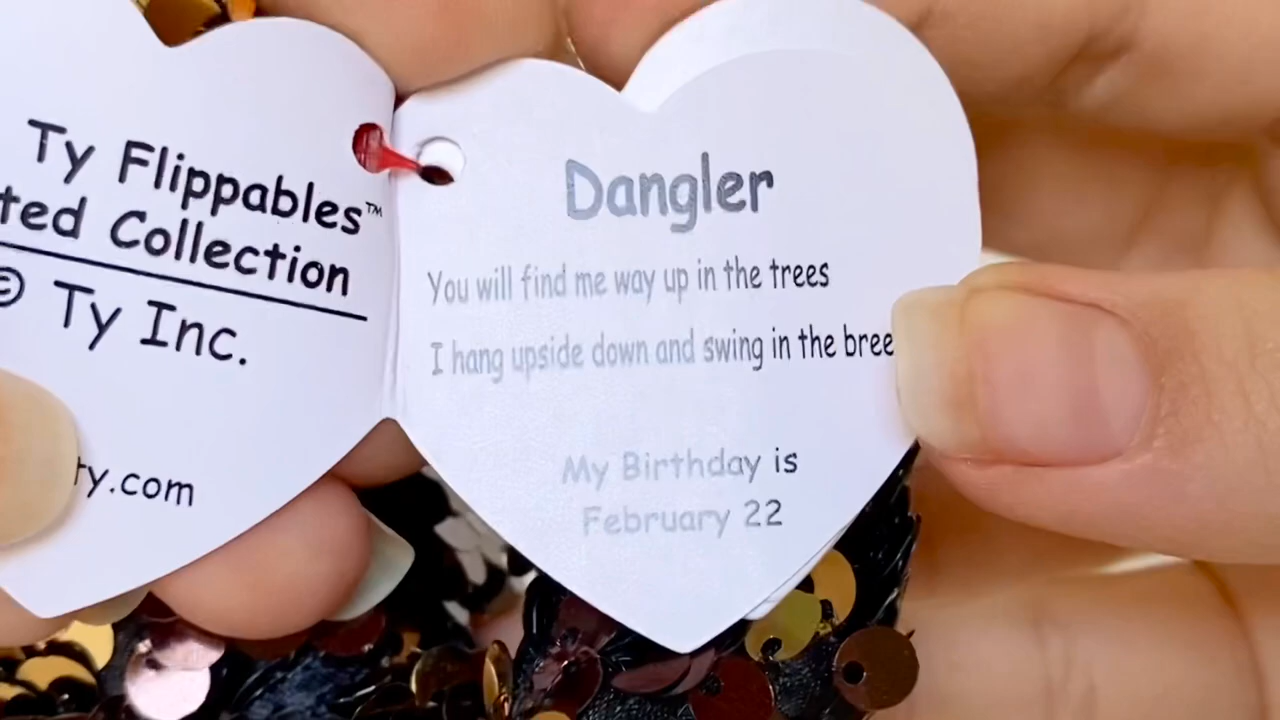 Ty Flippables™
ted Collection
© Ty Inc.
ty.com
Dangler
You will find me way up in the trees
I hang upside down and swing in the bree
My Birthday is
February 22